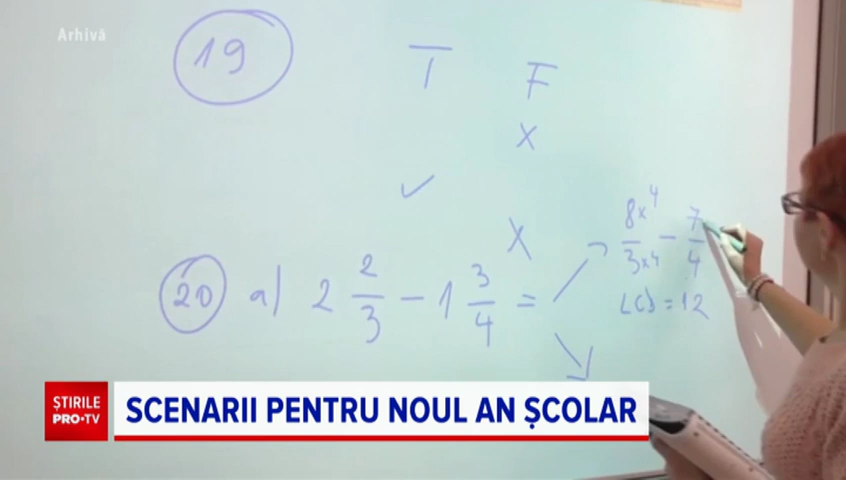 Arhivă
19
T F
X
✓
X
8x4/3x4 - 7/4
20 a) 2 2/3 - 1 3/4 =
LCD = 12
ȘTIRILE
PRO•TV
SCENARII PENTRU NOUL AN ȘCOLAR